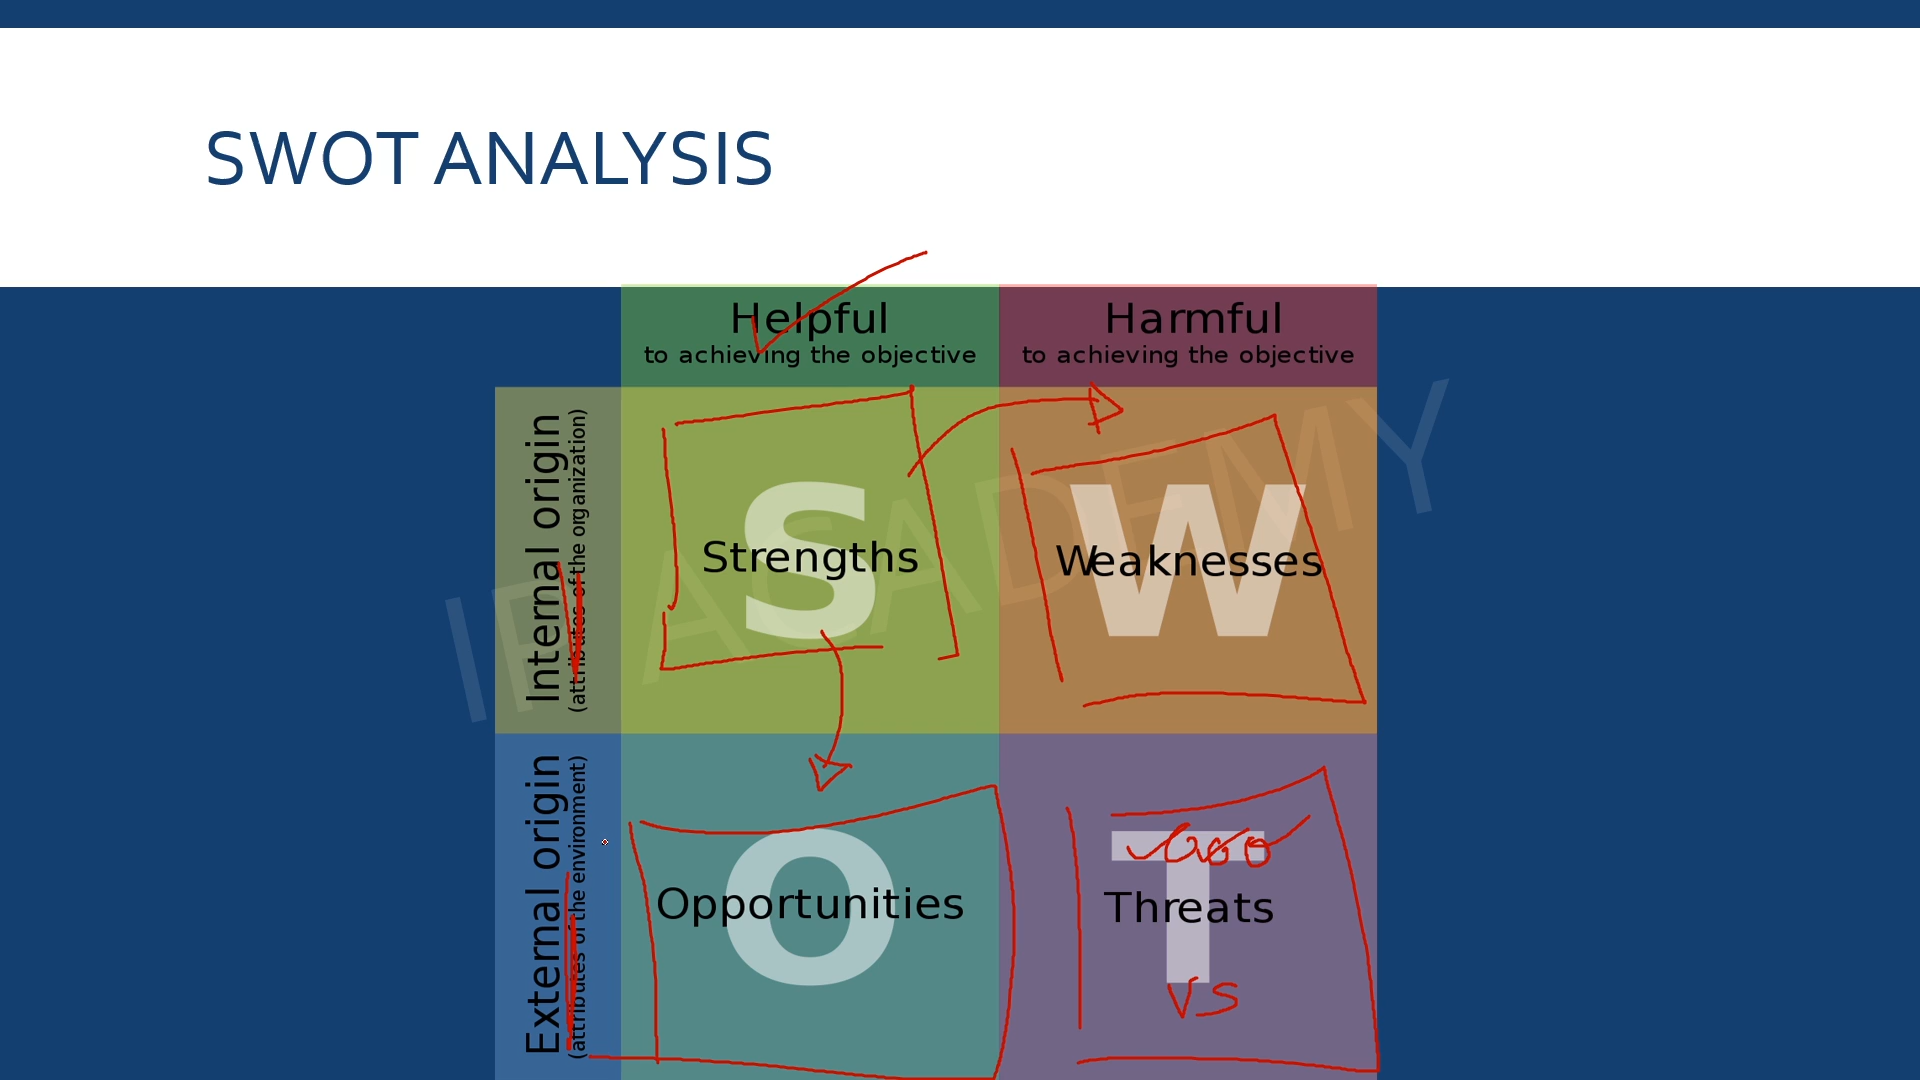 SWOT ANALYSIS
Helpful
to achieving the objective
Harmful
to achieving the objective
Internal origin
(attributes of the organization)
S
Strengths
W
Weaknesses
External origin
(attributes of the environment)
O
Opportunities
T
Threats
VS
ACADEMY